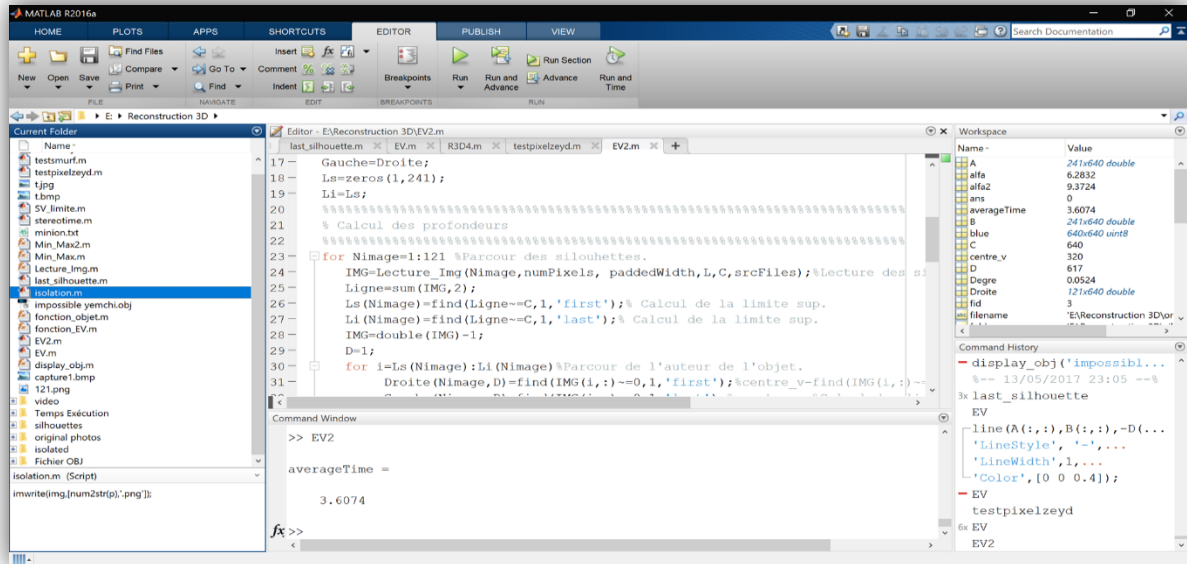 MATLAB R2016a
HOME PLOTS APPS SHORTCUTS EDITOR PUBLISH VIEW Search Documentation
New Open Save Find Files Compare Print
Go To Find
Insert fx Comment Indent
Breakpoints
Run Run and Advance Run Section Advance Run and Time
FILE NAVIGATE EDIT BREAKPOINTS RUN
E: Reconstruction 3D
Current Folder
Name
testsmurf.m
testpixelzeyd.m
t.jpg
t.bmp
SV_limite.m
stereotime.m
minion.txt
Min_Max2.m
Min_Max.m
Lecture_Img.m
last_silhouette.m
isolation.m
impossible yemchi.obj
fonction_objet.m
fonction_EV.m
EV2.m
EV.m
display_obj.m
capture1.bmp
121.png
video
Temps Exécution
silhouettes
original photos
isolated
Fichier OBJ
isolation.m (Script)
imwrite(img,[num2str(p),'.png']);
Editor - E:\Reconstruction 3D\EV2.m
last_silhouette.m EV.m R3D4.m testpixelzeyd.m EV2.m
17 Gauche=Droite;
18 Ls=zeros(1,241);
19 Li=Ls;
20 %%%%%%%%%%%%%%%%%%%%%%%%%%%%%%%%%%%%%%%%%%%%%%%%%%%%%%%%%%%%%%
21 % Calcul des profondeurs
22 %%%%%%%%%%%%%%%%%%%%%%%%%%%%%%%%%%%%%%%%%%%%%%%%%%%%%%%%%%%%%%
23 for Nimage=1:121 %Parcour des silouhettes.
24 IMG=Lecture_Img(Nimage,numPixels, paddedWidth,L,C,srcFiles);%Lecture des si
25 Ligne=sum(IMG,2);
26 Ls(Nimage)=find(Ligne~=C,1,'first');% Calcul de la limite sup.
27 Li(Nimage)=find(Ligne~=C,1,'last');% Calcul de la limite sup.
28 IMG=double(IMG)-1;
29 D=1;
30 for i=Ls(Nimage):Li(Nimage)%Parcour de l'auteur de l'objet.
31 Droite(Nimage,D)=find(IMG(i,:)~=0,1,'first');%centre_v-find(IMG(i,:)~=
Command Window
>> EV2
averageTime =
3.6074
fx >>
Workspace
Name Value
A 241x640 double
alfa 6.2832
alfa2 9.3724
ans 0
averageTime 3.6074
B 241x640 double
blue 640x640 uint8
C 640
centre_v 320
D 617
Degre 0.0524
Droite 121x640 double
fid 3
filename 'E:\Reconstruction 3D\or
Command History
display_obj('impossibl...
%-- 13/05/2017 23:05 --%
3x last_silhouette
EV
line(A(:,:),B(:,:),-D(...
'LineStyle', '-',...
'LineWidth',1,...
'Color',[0 0 0.4]);
EV
testpixelzeyd
6x EV
EV2